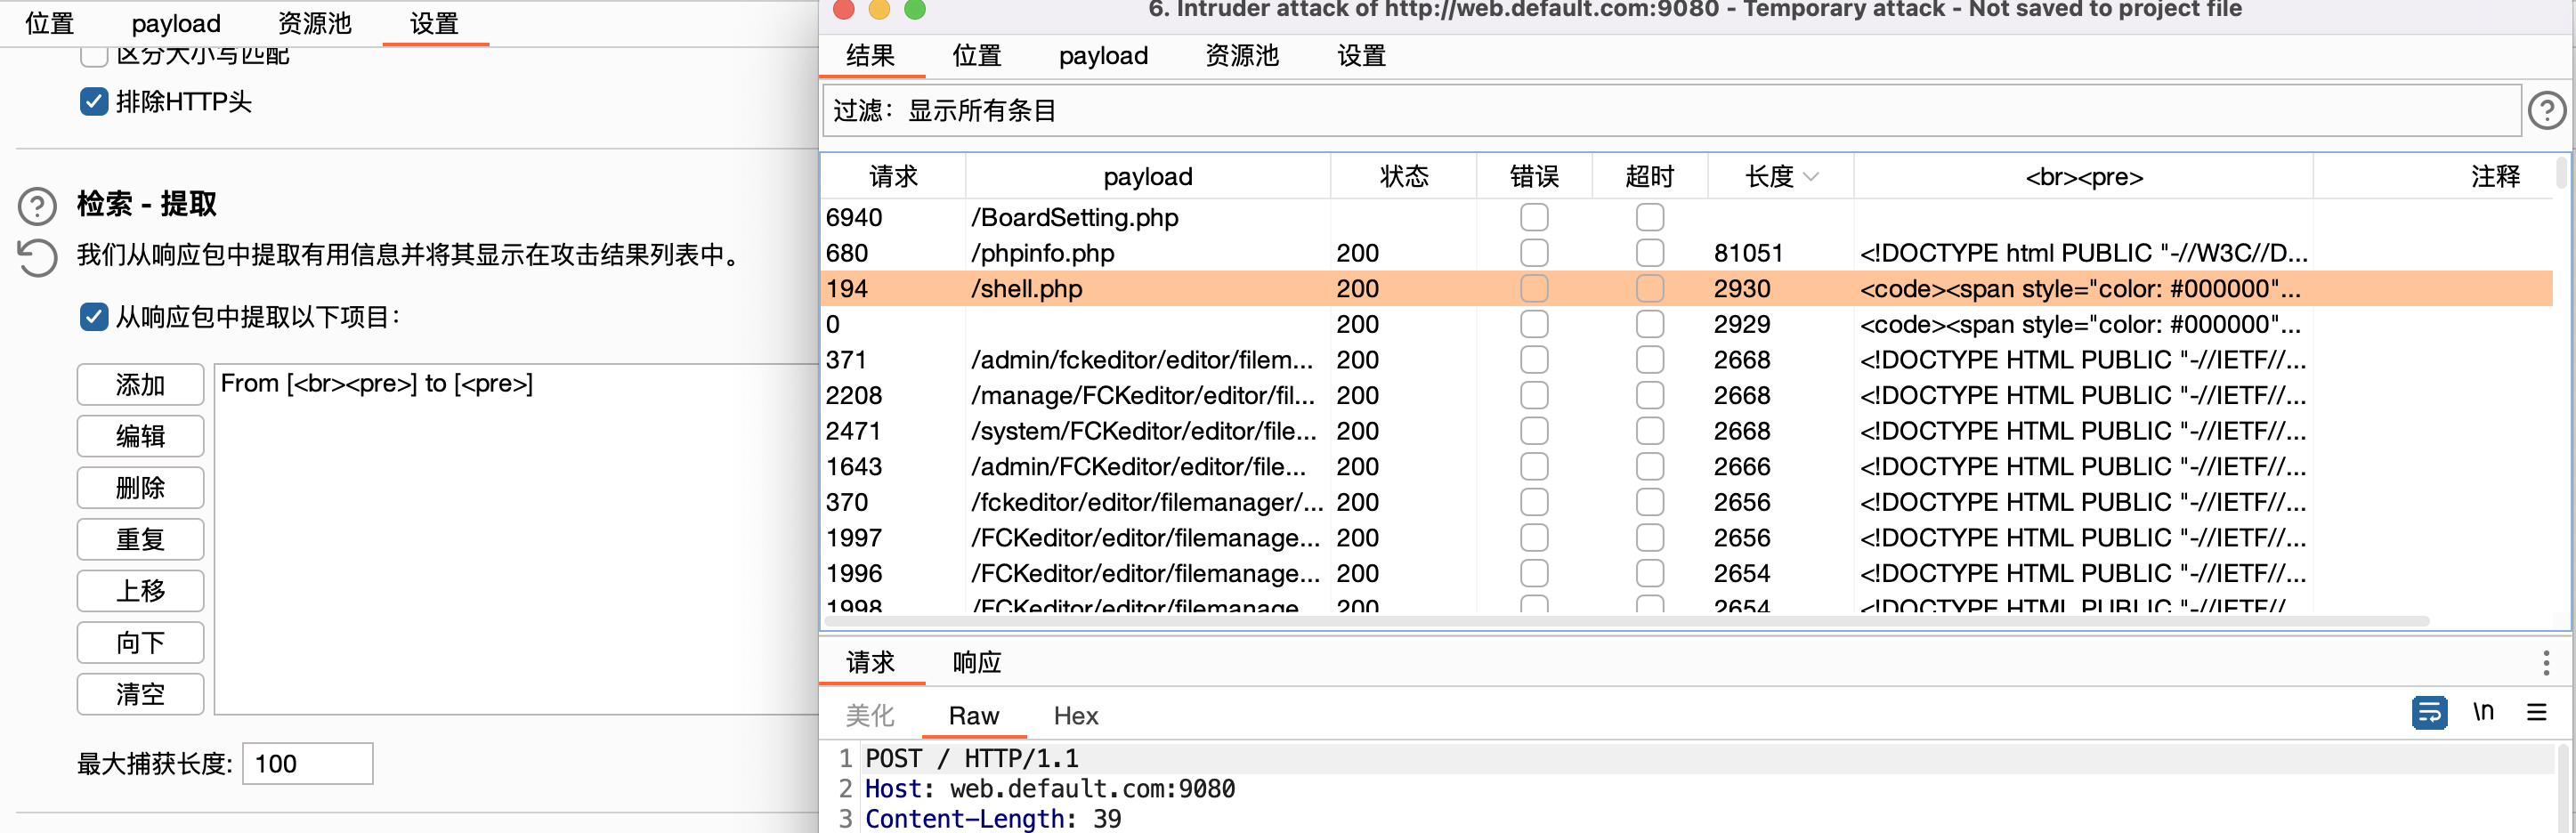 位置 payload 资源池 设置
区分大小写匹配
排除HTTP头
检索 - 提取
我们从响应包中提取有用信息并将其显示在攻击结果列表中。
从响应包中提取以下项目：
添加
编辑
删除
重复
上移
向下
清空
From [<br><pre>] to [<pre>]
最大捕获长度: 100
6. Intruder attack of http://web.default.com:9080 - Temporary attack - Not saved to project file
结果 位置 payload 资源池 设置
过滤：显示所有条目
请求 payload 状态 错误 超时 长度 <br><pre> 注释
6940 /BoardSetting.php
680 /phpinfo.php 200 81051 <!DOCTYPE html PUBLIC "-//W3C//D...
194 /shell.php 200 2930 <code><span style="color: #000000"...
0 200 2929 <code><span style="color: #000000"...
371 /admin/fckeditor/editor/filem... 200 2668 <!DOCTYPE HTML PUBLIC "-//IETF//...
2208 /manage/FCKeditor/editor/fil... 200 2668 <!DOCTYPE HTML PUBLIC "-//IETF//...
2471 /system/FCKeditor/editor/file... 200 2668 <!DOCTYPE HTML PUBLIC "-//IETF//...
1643 /admin/FCKeditor/editor/file... 200 2666 <!DOCTYPE HTML PUBLIC "-//IETF//...
370 /fckeditor/editor/filemanager/... 200 2656 <!DOCTYPE HTML PUBLIC "-//IETF//...
1997 /FCKeditor/editor/filemanage... 200 2656 <!DOCTYPE HTML PUBLIC "-//IETF//...
1996 /FCKeditor/editor/filemanage... 200 2654 <!DOCTYPE HTML PUBLIC "-//IETF//...
1998 /FCKeditor/editor/filemanage 200 2654 <!DOCTYPE HTML PUBLIC "-//IETF//
请求 响应
美化 Raw Hex
\n
1 POST / HTTP/1.1
2 Host: web.default.com:9080
3 Content-Length: 39